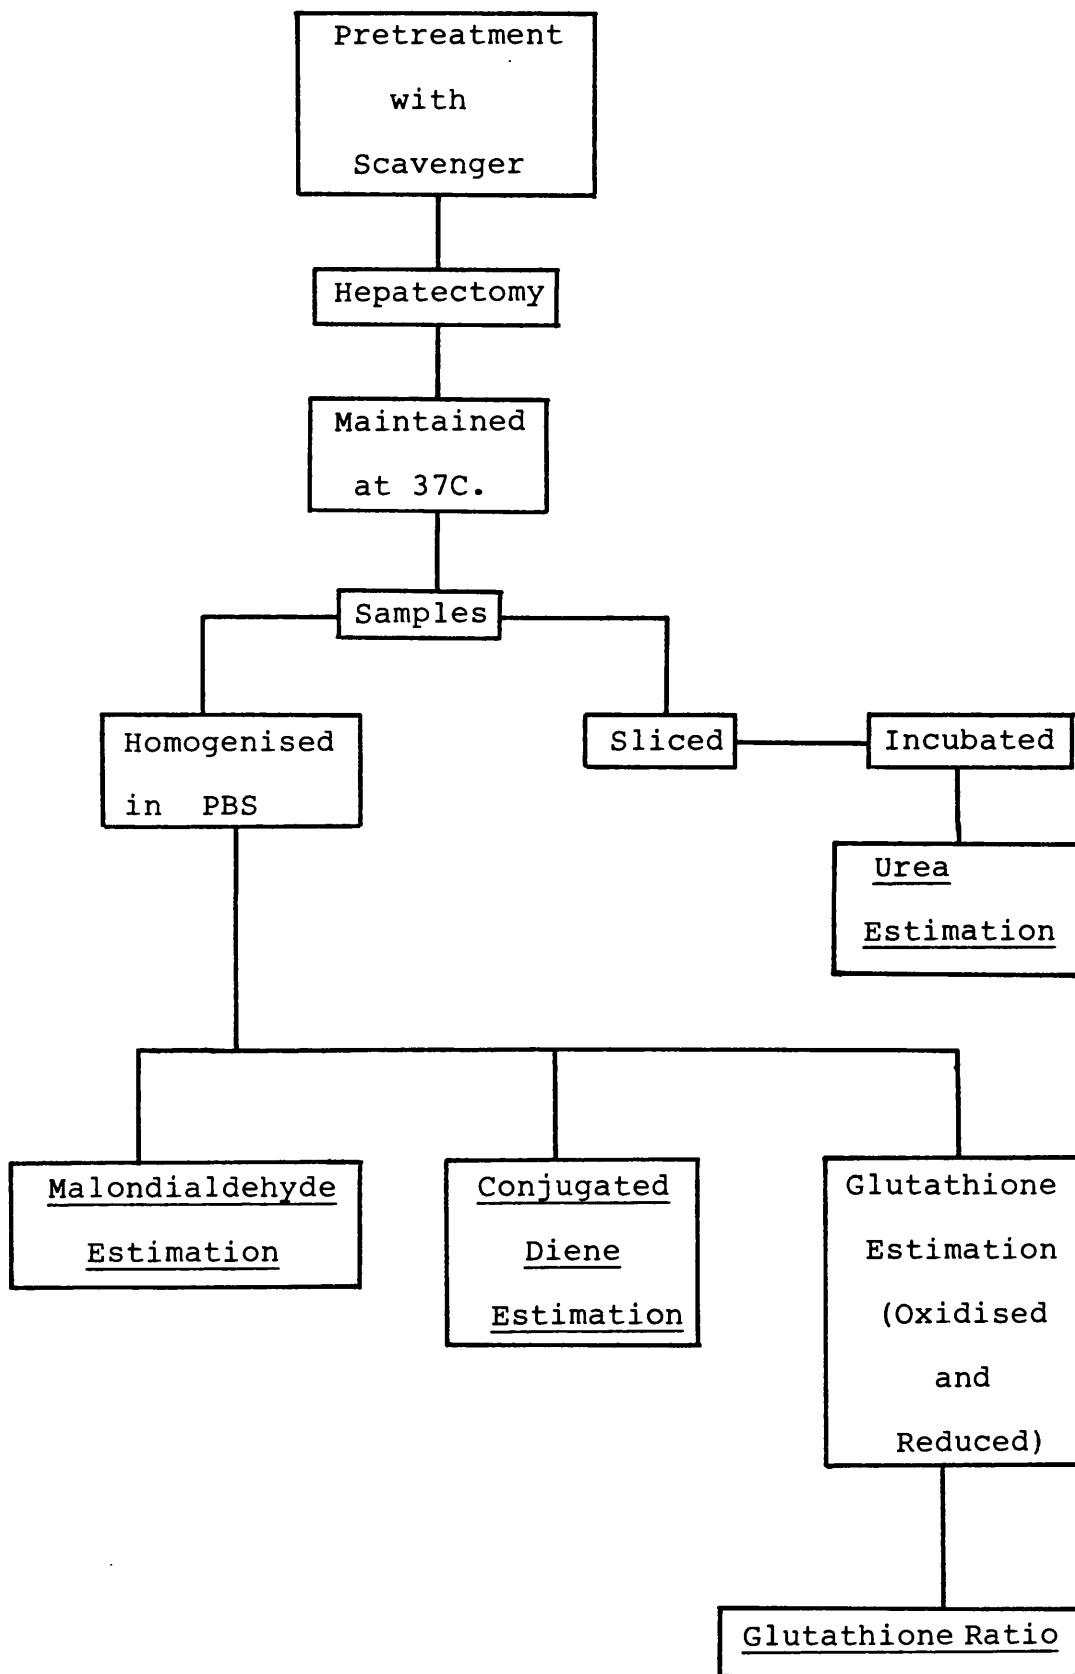 Pretreatment
with
Scavenger
Hepatectomy
Maintained
at 37C.
Samples
Homogenised
in PBS
Sliced
Incubated
Urea
Estimation
Malondialdehyde
Estimation
Conjugated
Diene
Estimation
Glutathione
Estimation
(Oxidised
and
Reduced)
Glutathione Ratio